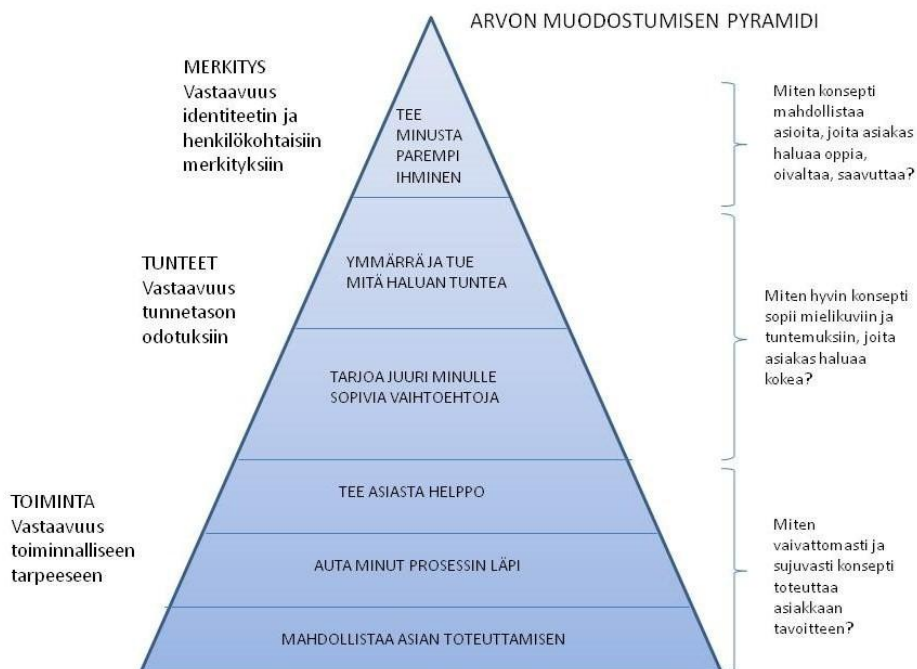 ARVON MUODOSTUMISEN PYRAMIDI
MERKITYS
Vastaavuus
identiteetin ja
henkilökohtaisiin
merkityksiin
TEE
MINUSTA
PAREMPI
IHMINEN
Miten konsepti
mahdollistaa
asioita, joita asiakas
haluaa oppia,
oivaltaa, saavuttaa?
TUNTEET
Vastaavuus
tunnetason
odotuksiin
YMMÄRRÄ JA TUE
MITÄ HALUAN TUNTEA
TARJOA JUURI MINULLE
SOPIVIA VAIHTOEHTOJA
Miten hyvin konsepti
sopii mielikuviin ja
tuntemuksiin, joita
asiakas haluaa
kokea?
TOIMINTA
Vastaavuus
toiminnalliseen
tarpeeseen
TEE ASIASTA HELPPO
AUTA MINUT PROSESSIN LÄPI
MAHDOLLISTAA ASIAN TOTEUTTAMISEN
Miten
vaivattomasti ja
sujuvasti konsepti
toteuttaa
asiakkaan
tavoitteen?